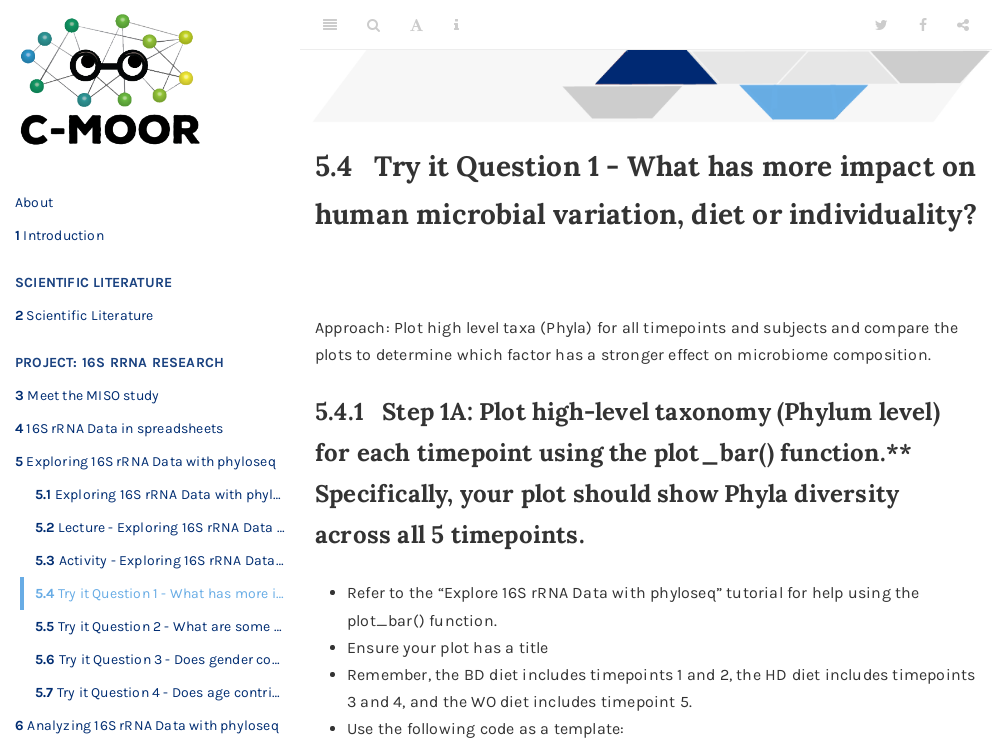 C-MOOR
About
1 Introduction
SCIENTIFIC LITERATURE
2 Scientific Literature
PROJECT: 16S RRNA RESEARCH
3 Meet the MISO study
4 16S rRNA Data in spreadsheets
5 Exploring 16S rRNA Data with phyloseq
5.1 Exploring 16S rRNA Data with phyl…
5.2 Lecture - Exploring 16S rRNA Data …
5.3 Activity - Exploring 16S rRNA Data…
5.4 Try it Question 1 - What has more i…
5.5 Try it Question 2 - What are some …
5.6 Try it Question 3 - Does gender co…
5.7 Try it Question 4 - Does age contri…
6 Analyzing 16S rRNA Data with phyloseq
A
5.4 Try it Question 1 - What has more impact on
human microbial variation, diet or individuality?
Approach: Plot high level taxa (Phyla) for all timepoints and subjects and compare the
plots to determine which factor has a stronger effect on microbiome composition.
5.4.1 Step 1A: Plot high-level taxonomy (Phylum level)
for each timepoint using the plot_bar() function.**
Specifically, your plot should show Phyla diversity
across all 5 timepoints.
• Refer to the “Explore 16S rRNA Data with phyloseq” tutorial for help using the
plot_bar() function.
• Ensure your plot has a title
• Remember, the BD diet includes timepoints 1 and 2, the HD diet includes timepoints
3 and 4, and the WO diet includes timepoint 5.
• Use the following code as a template: